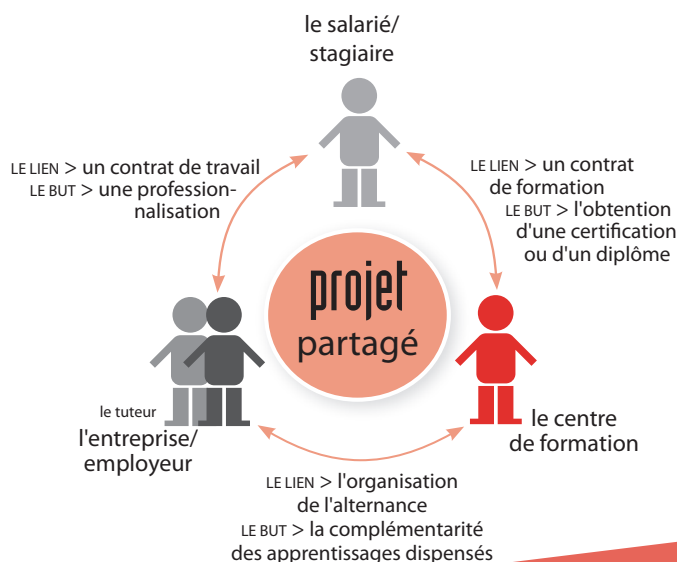 le salarié/
stagiaire
LE LIEN > un contrat de travail
LE BUT > une profession-
nalisation
LE LIEN > un contrat
de formation
LE BUT > l'obtention
d'une certification
ou d'un diplôme
projet
partagé
le tuteur
l'entreprise/
employeur
le centre
de formation
LE LIEN > l'organisation
de l'alternance
LE BUT > la complémentarité
des apprentissages dispensés